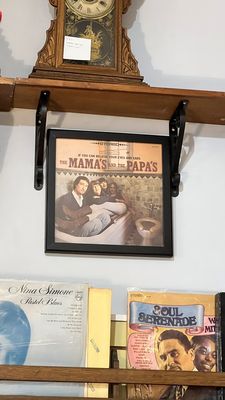 STEREO
IF YOU CAN BELIEVE YOUR EYES AND EARS
THE MAMA'S AND THE PAPA'S
Nina Simone
Pastel Blues
SOUL
SERENADE